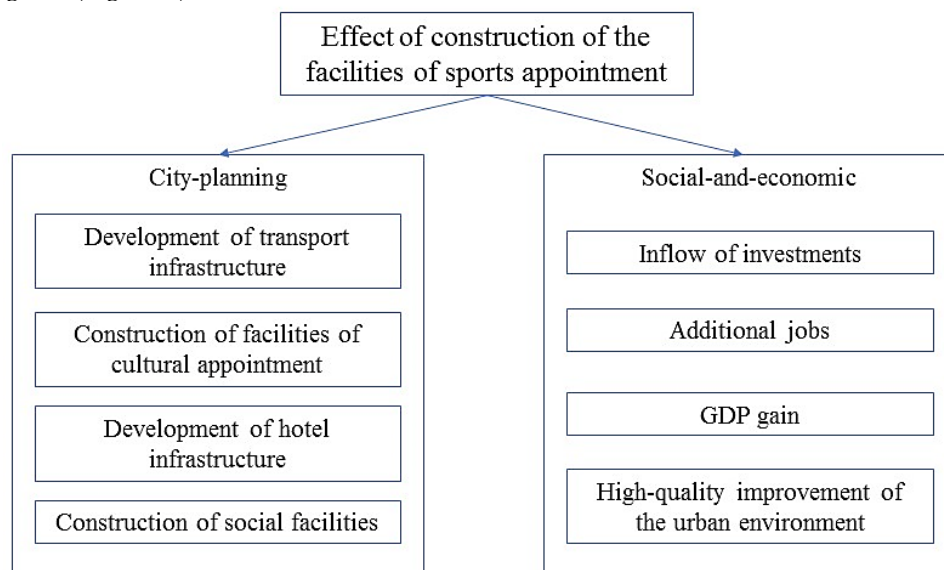 Effect of construction of the
facilities of sports appointment
City-planning
Development of transport
infrastructure
Construction of facilities of
cultural appointment
Development of hotel
infrastructure
Construction of social facilities
Social-and-economic
Inflow of investments
Additional jobs
GDP gain
High-quality improvement of
the urban environment